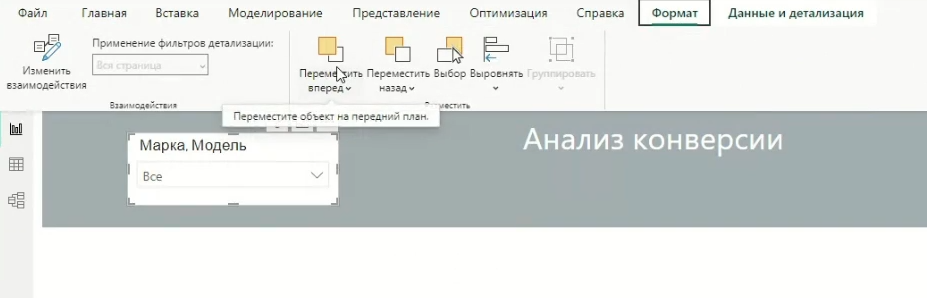 Файл Главная Вставка Моделирование Представление Оптимизация Справка Формат Данные и детализация
Применение фильтров детализации:
Вся страница
Изменить взаимодействия
Переместить вперед
Переместить назад
Выбор
Выровнять
Группировать
Взаимодействия
Переместите объект на передний план.
Марка, Модель
Все
Анализ конверсии